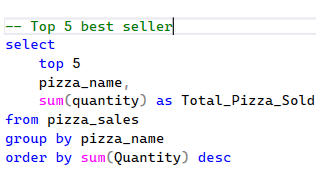 -- Top 5 best seller
select
    top 5
    pizza_name,
    sum(quantity) as Total_Pizza_Sold
from pizza_sales
group by pizza_name
order by sum(Quantity) desc